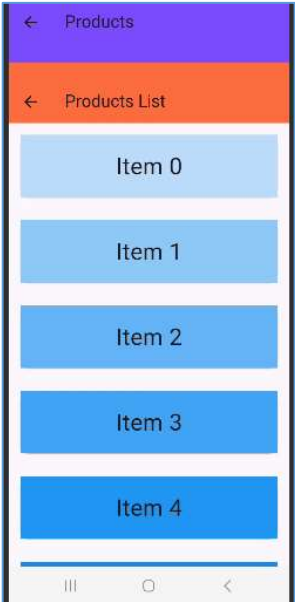 Products
Products List
Item 0
Item 1
Item 2
Item 3
Item 4